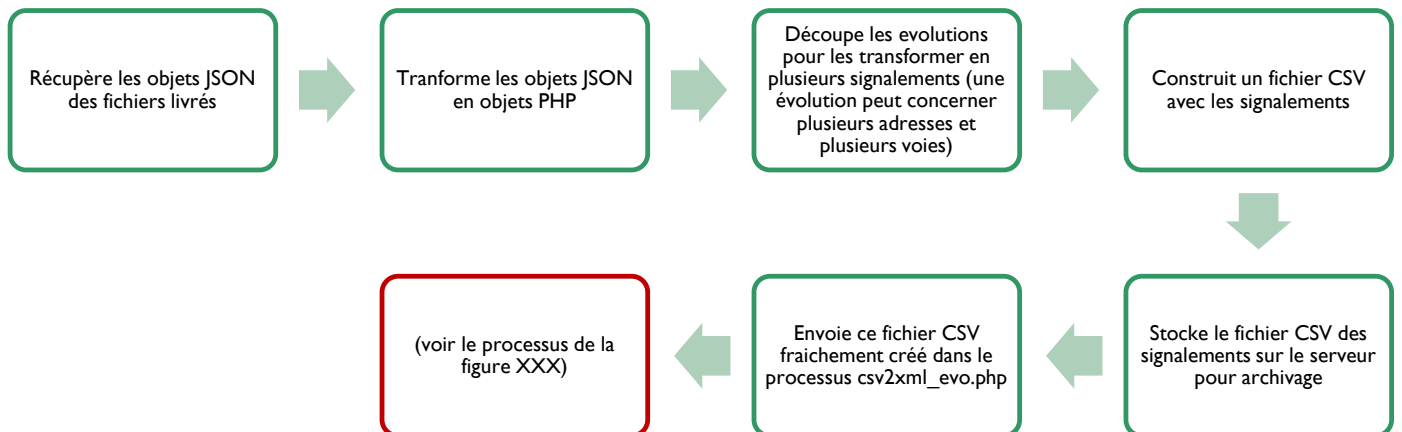 Récupère les objets JSON
des fichiers livrés
Tranforme les objets JSON
en objets PHP
Découpe les evolutions
pour les transformer en
plusieurs signalements (une
évolution peut concerner
plusieurs adresses et
plusieurs voies)
Construit un fichier CSV
avec les signalements
Stocke le fichier CSV des
signalements sur le serveur
pour archivage
Envoie ce fichier CSV
fraichement créé dans le
processus csv2xml_evo.php
(voir le processus de la
figure XXX)